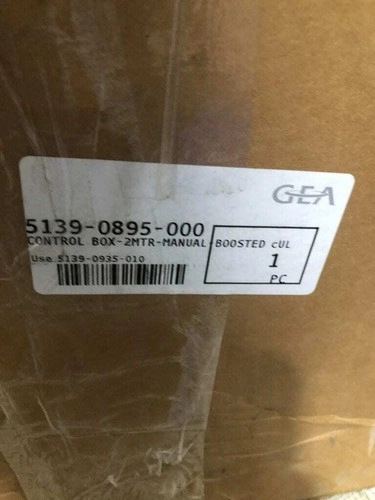 GEA
5139-0895-000
CONTROL BOX-2MTR-MANUAL-BOOSTED cUL
Use 5139-0935-010
1
PC